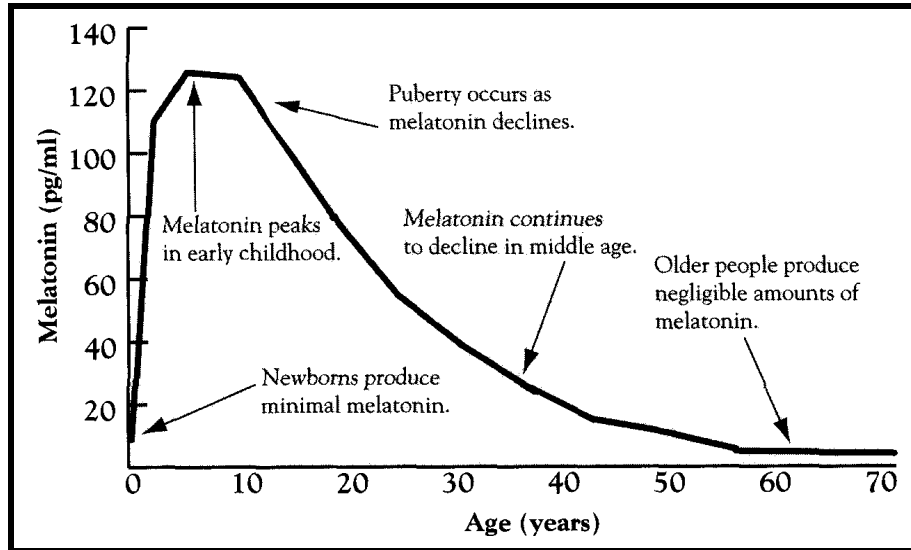 140
120
100
80
60
40
20
Melatonin (pg/ml)
Puberty occurs as
melatonin declines.
Melatonin peaks
in early childhood.
Melatonin continues
to decline in middle age.
Older people produce
negligible amounts of
melatonin.
Newborns produce
minimal melatonin.
0 10 20 30 40 50 60 70
Age (years)